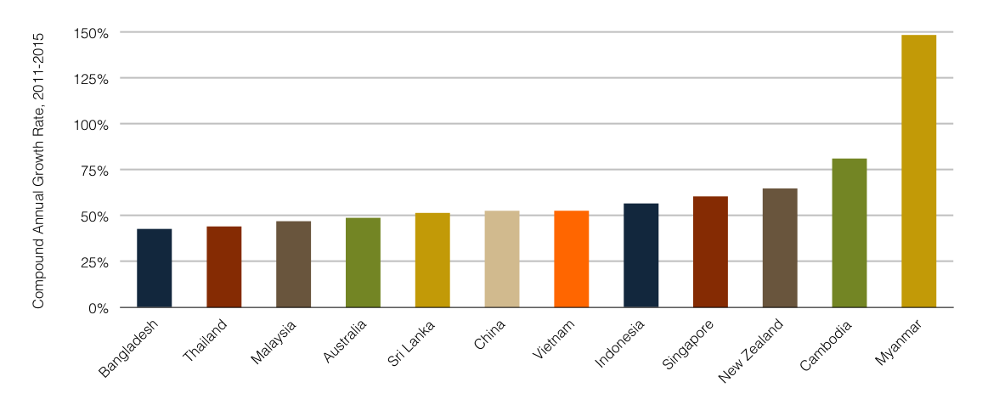 Compound Annual Growth Rate, 2011-2015
150%
125%
100%
75%
50%
25%
0%
Bangladesh
Thailand
Malaysia
Australia
Sri Lanka
China
Vietnam
Indonesia
Singapore
New Zealand
Cambodia
Myanmar